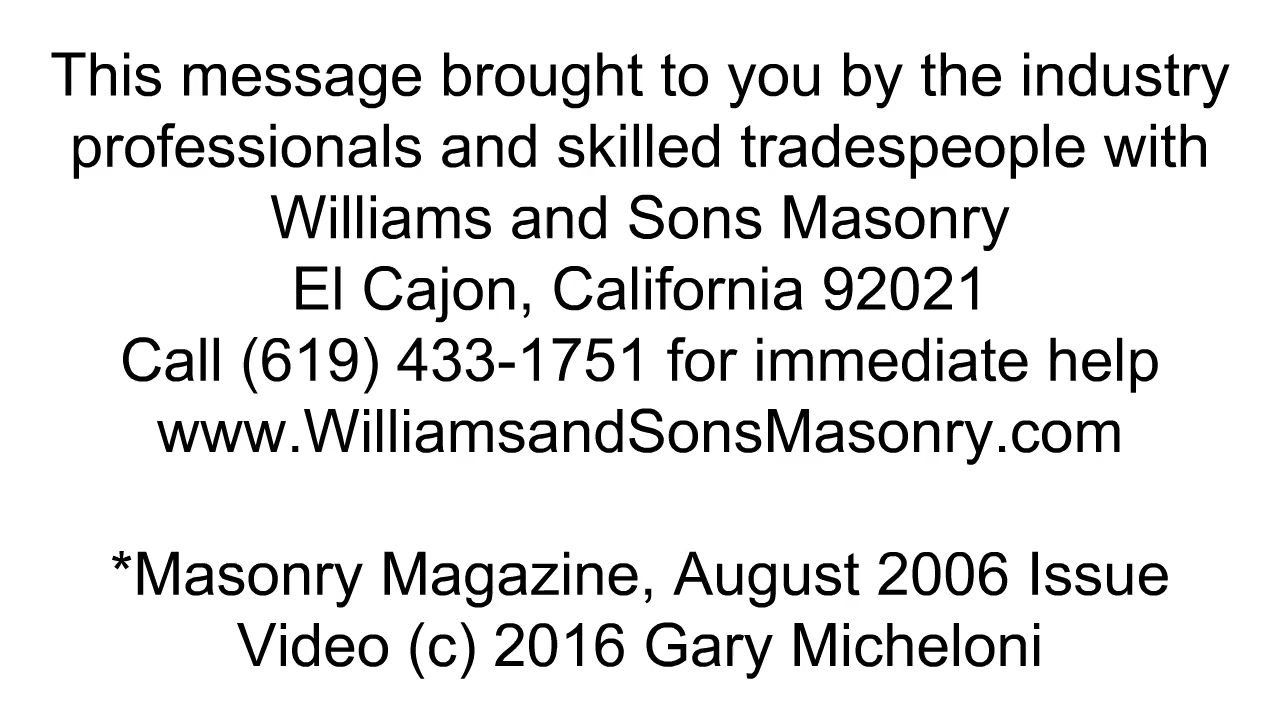 This message brought to you by the industry
professionals and skilled tradespeople with
Williams and Sons Masonry
El Cajon, California 92021
Call (619) 433-1751 for immediate help
www.WilliamsandSonsMasonry.com
*Masonry Magazine, August 2006 Issue
Video (c) 2016 Gary Micheloni